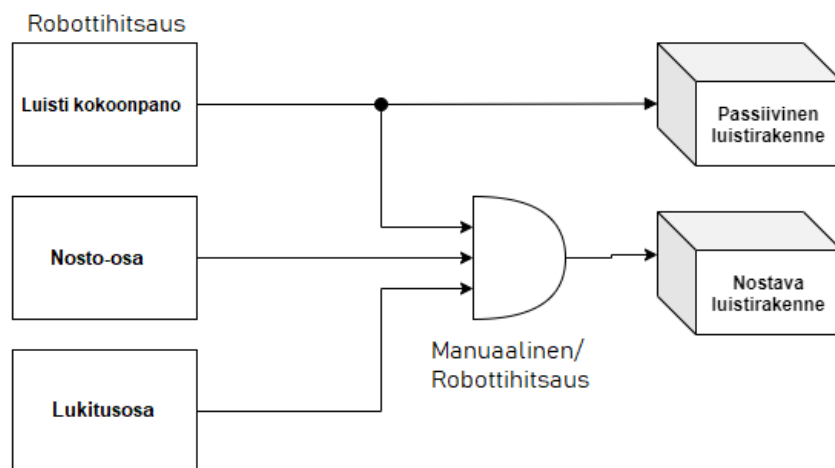 Robottihitsaus
Luisti kokoonpano
Passiivinen
luistirakenne
Nosto-osa
Nostava
luistirakenne
Manuaalinen/
Robottihitsaus
Lukitusosa